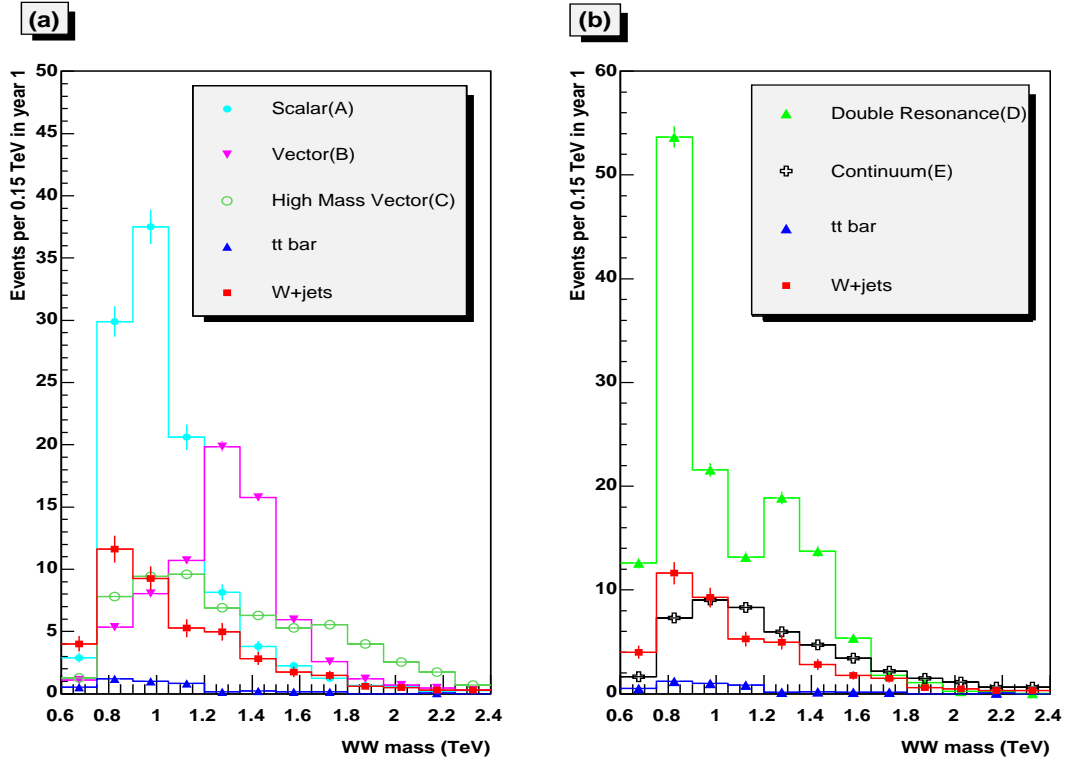 (a)
Events per 0.15 TeV in year 1
50
45
40
35
30
25
20
15
10
5
0
Scalar(A)
Vector(B)
High Mass Vector(C)
tt bar
W+jets
0.6 0.8 1 1.2 1.4 1.6 1.8 2 2.2 2.4
WW mass (TeV)
(b)
Events per 0.15 TeV in year 1
60
50
40
30
20
10
0
Double Resonance(D)
Continuum(E)
tt bar
W+jets
0.6 0.8 1 1.2 1.4 1.6 1.8 2 2.2 2.4
WW mass (TeV)